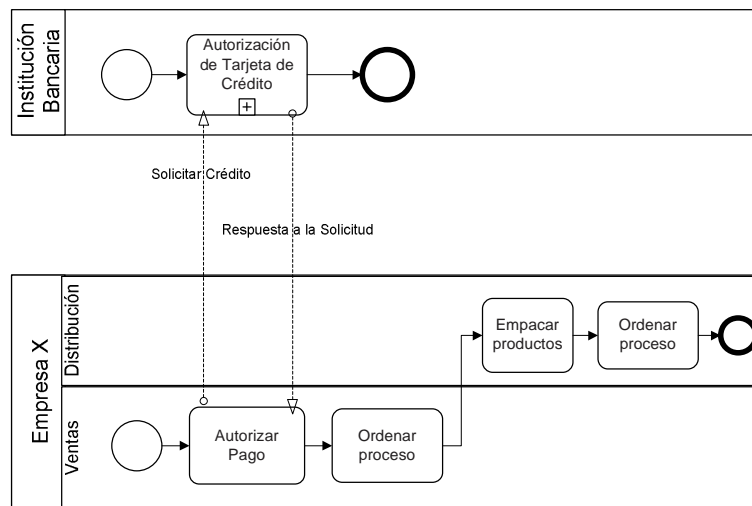 Institución
Bancaria
Autorización
de Tarjeta de
Crédito
Solicitar Crédito
Respuesta a la Solicitud
Empresa X
Distribución
Empacar
productos
Ordenar
proceso
Ventas
Autorizar
Pago
Ordenar
proceso